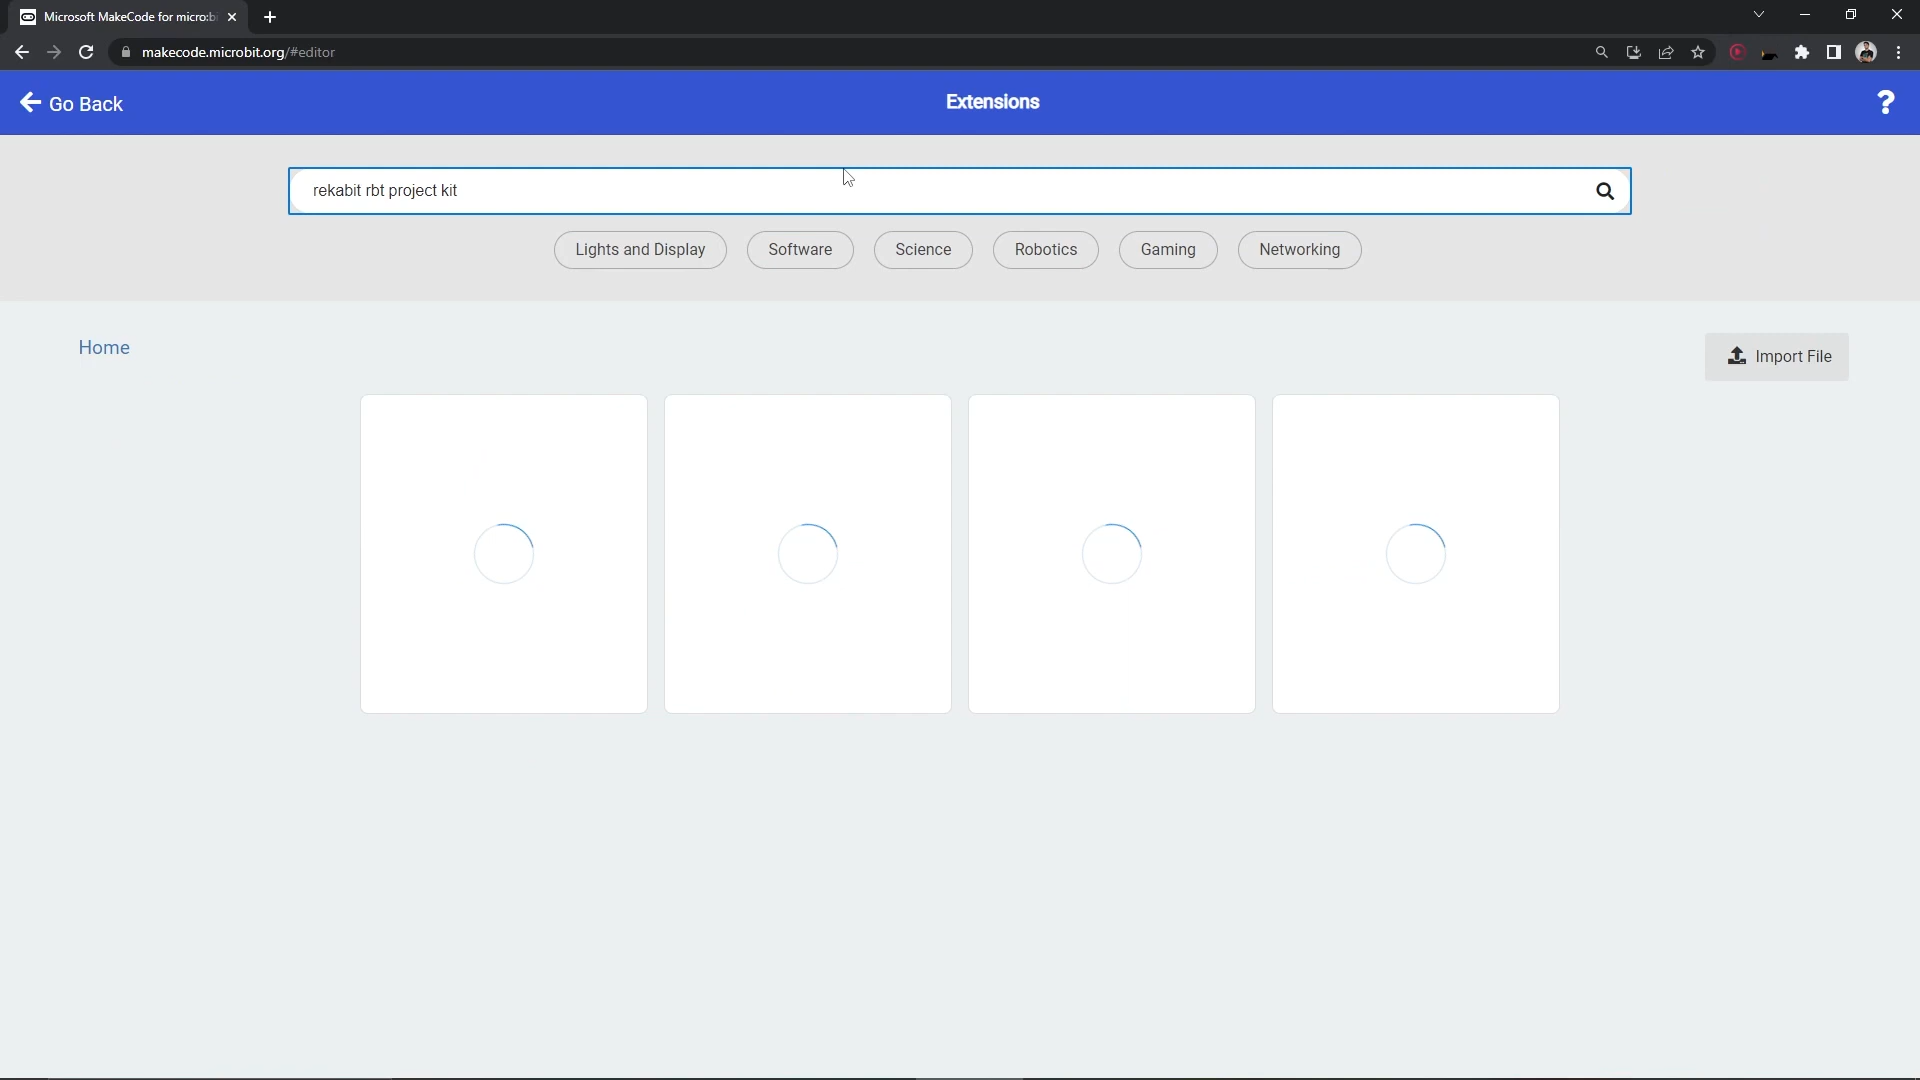 Microsoft MakeCode for micro:bi
makecode.microbit.org/#editor
Go Back
Extensions
?
rekabit rbt project kit
Lights and Display
Software
Science
Robotics
Gaming
Networking
Home
Import File